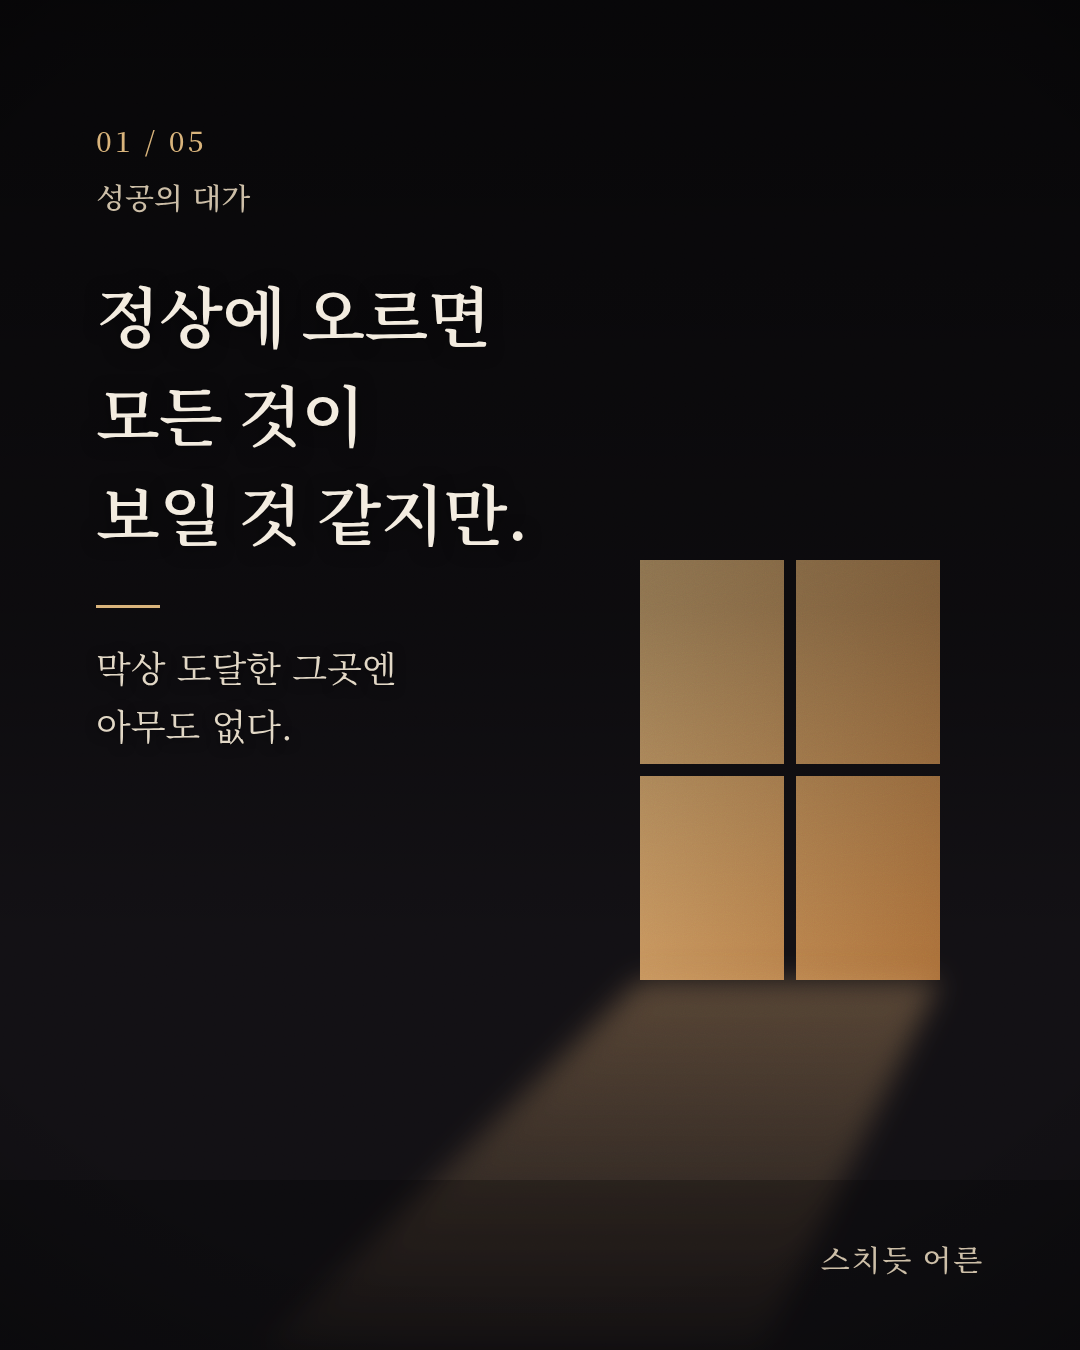 01 / 05
성공의 대가
정상에 오르면
모든 것이
보일 것 같지만.
막상 도달한 그곳엔
아무도 없다.
스치듯 어른